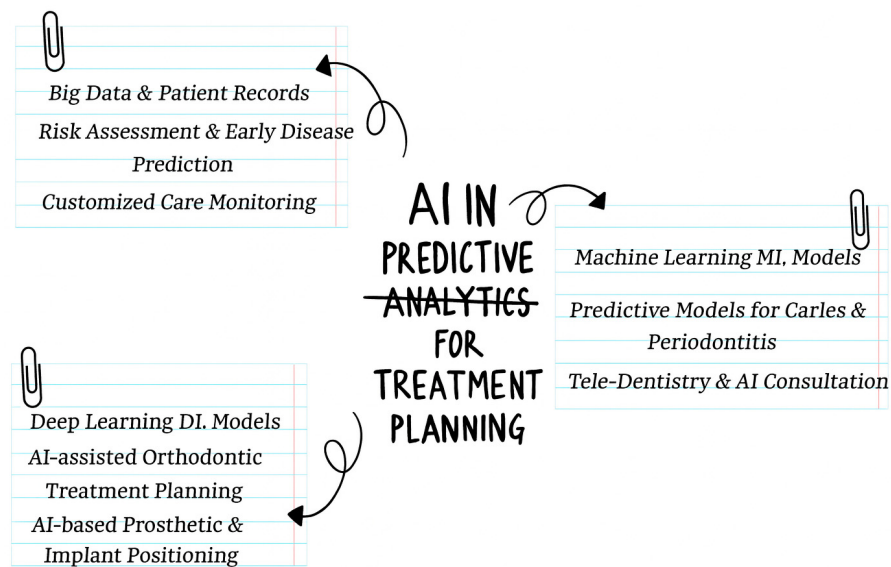 Big Data & Patient Records
Risk Assessment & Early Disease
Prediction
Customized Care Monitoring
AI IN
PREDICTIVE
ANALYTICS
FOR
TREATMENT
PLANNING
Machine Learning MI, Models
Predictive Models for Carles &
Periodontitis
Tele-Dentistry & AI Consultation
Deep Learning DI. Models
AI-assisted Orthodontic
Treatment Planning
AI-based Prosthetic &
Implant Positioning